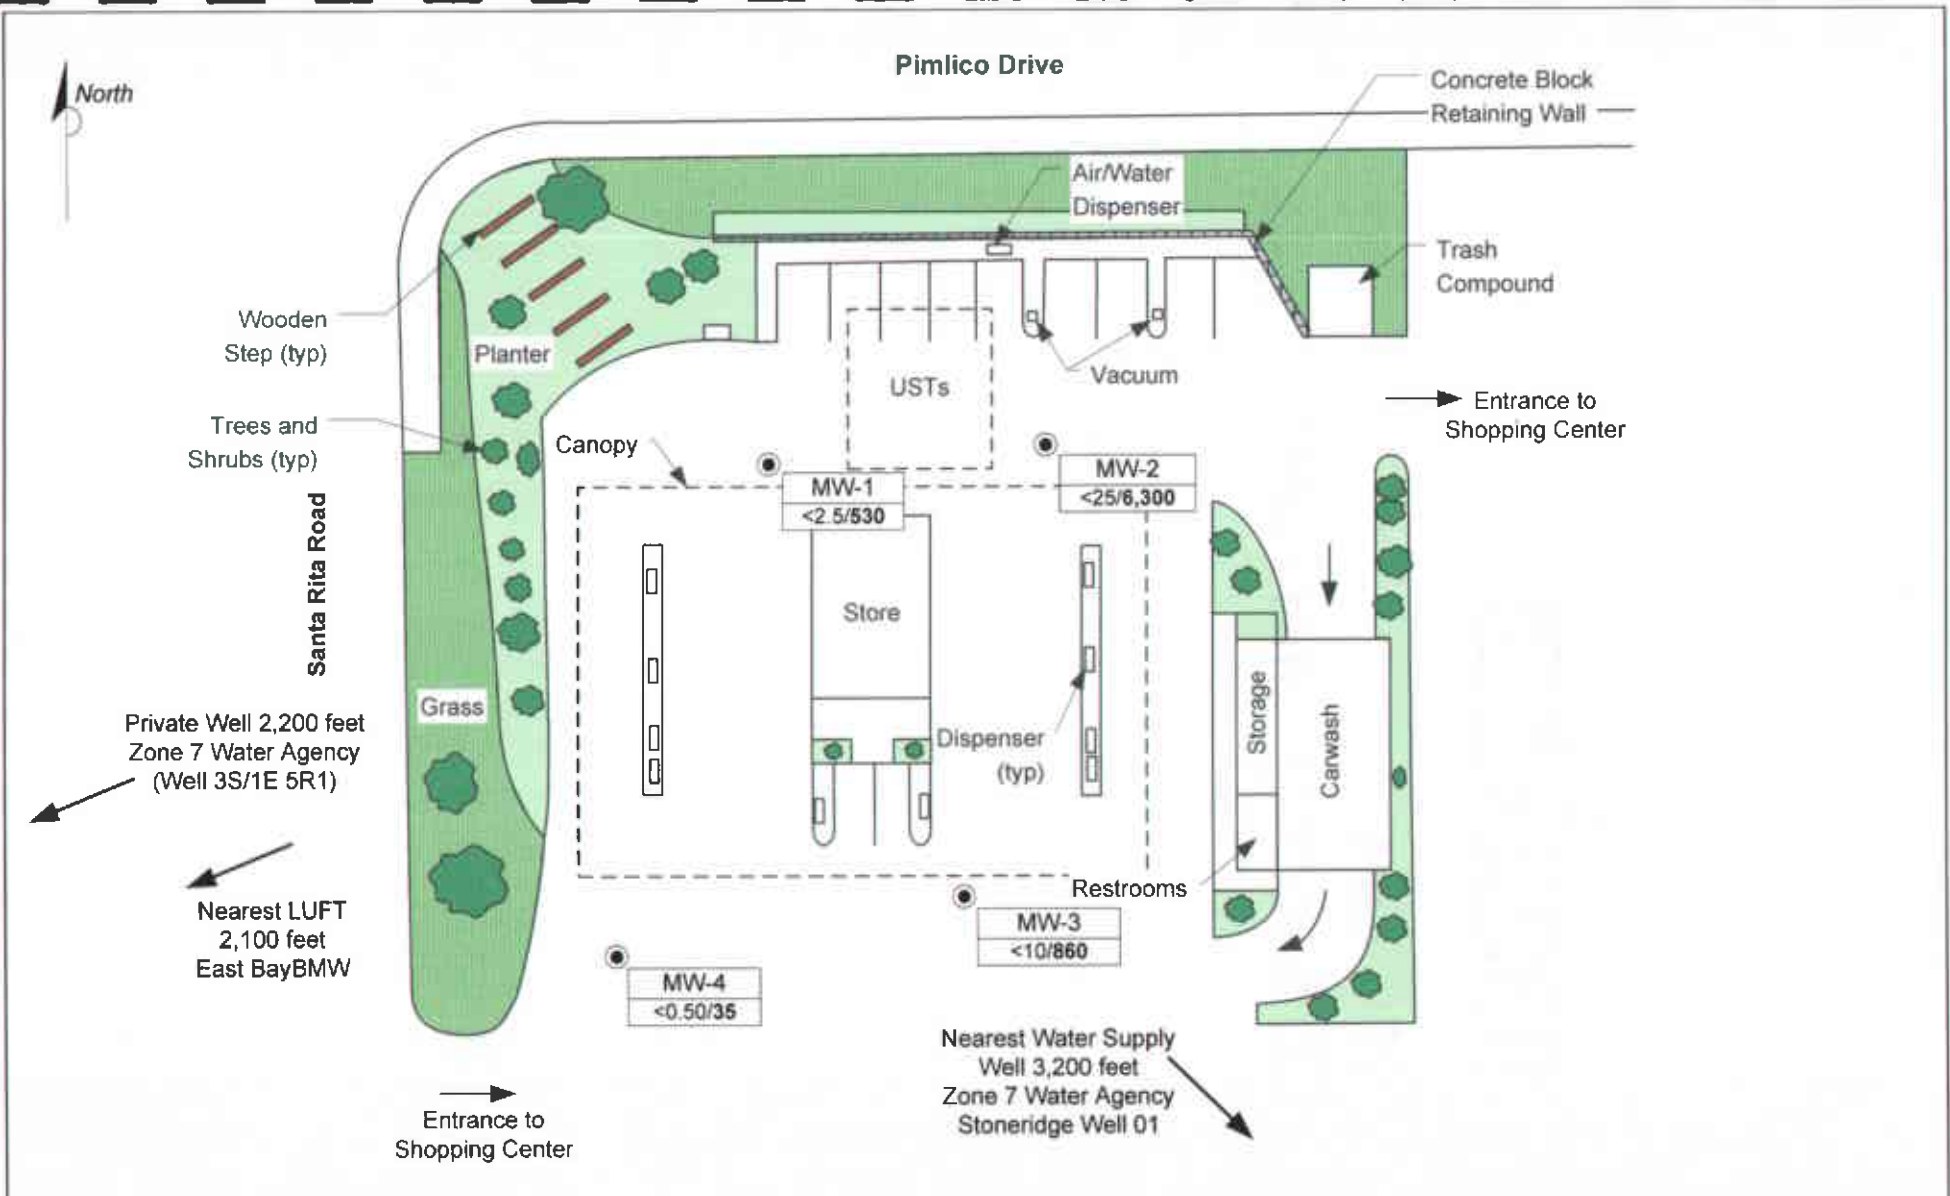 Pimlico Drive
North
Concrete Block
Retaining Wall
Air/Water
Dispenser
Trash
Compound
Wooden
Step (typ)
Planter
USTs
Vacuum
Entrance to
Shopping Center
Trees and
Shrubs (typ)
Canopy
MW-1
<2.5/530
MW-2
<25/6,300
Santa Rita Road
Store
Grass
Storage
Carwash
Dispenser
(typ)
Private Well 2,200 feet
Zone 7 Water Agency
(Well 3S/1E 5R1)
Restrooms
Nearest LUFT
2,100 feet
East BayBMW
MW-3
<10/860
MW-4
<0.50/35
Nearest Water Supply
Well 3,200 feet
Zone 7 Water Agency
Stoneridge Well 01
Entrance to
Shopping Center